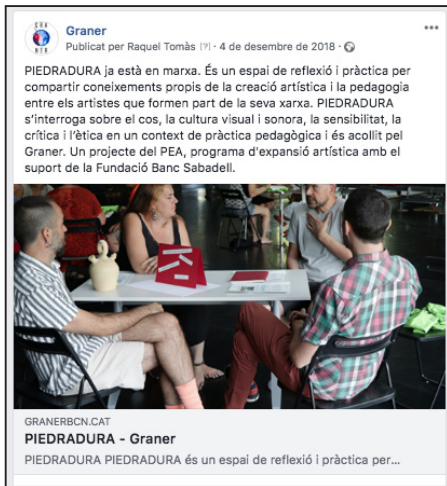 Graner
Publicat per Raquel Tomàs [?] · 4 de desembre de 2018 ·
PIEDRADURA ja està en marxa. És un espai de reflexió i pràctica per
compartir coneixements propis de la creació artística i la pedagogia
entre els artistes que formen part de la seva xarxa. PIEDRADURA
s'interroga sobre el cos, la cultura visual i sonora, la sensibilitat, la
crítica i l'ètica en un context de pràctica pedagògica i és acollit pel
Graner. Un projecte del PEA, programa d'expansió artística amb el
suport de la Fundació Banc Sabadell.
GRANERBCN.CAT
PIEDRADURA - Graner
PIEDRADURA PIEDRADURA és un espai de reflexió i pràctica per...